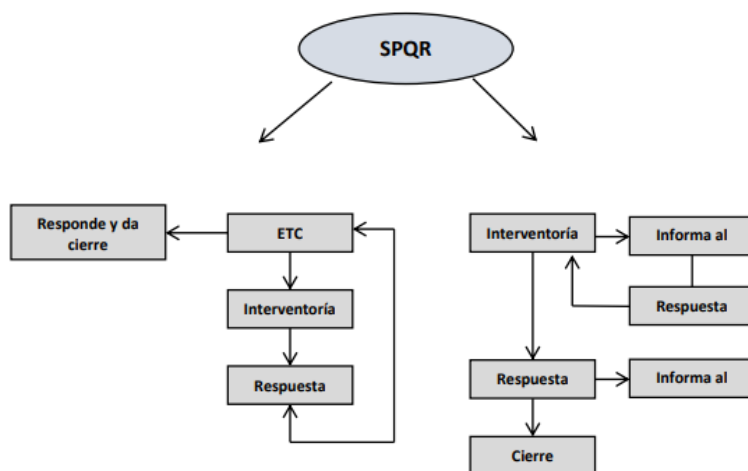 SPQR
Responde y da
cierre
ETC
Interventoría
Respuesta
Interventoría
Informa al
Respuesta
Respuesta
Informa al
Cierre